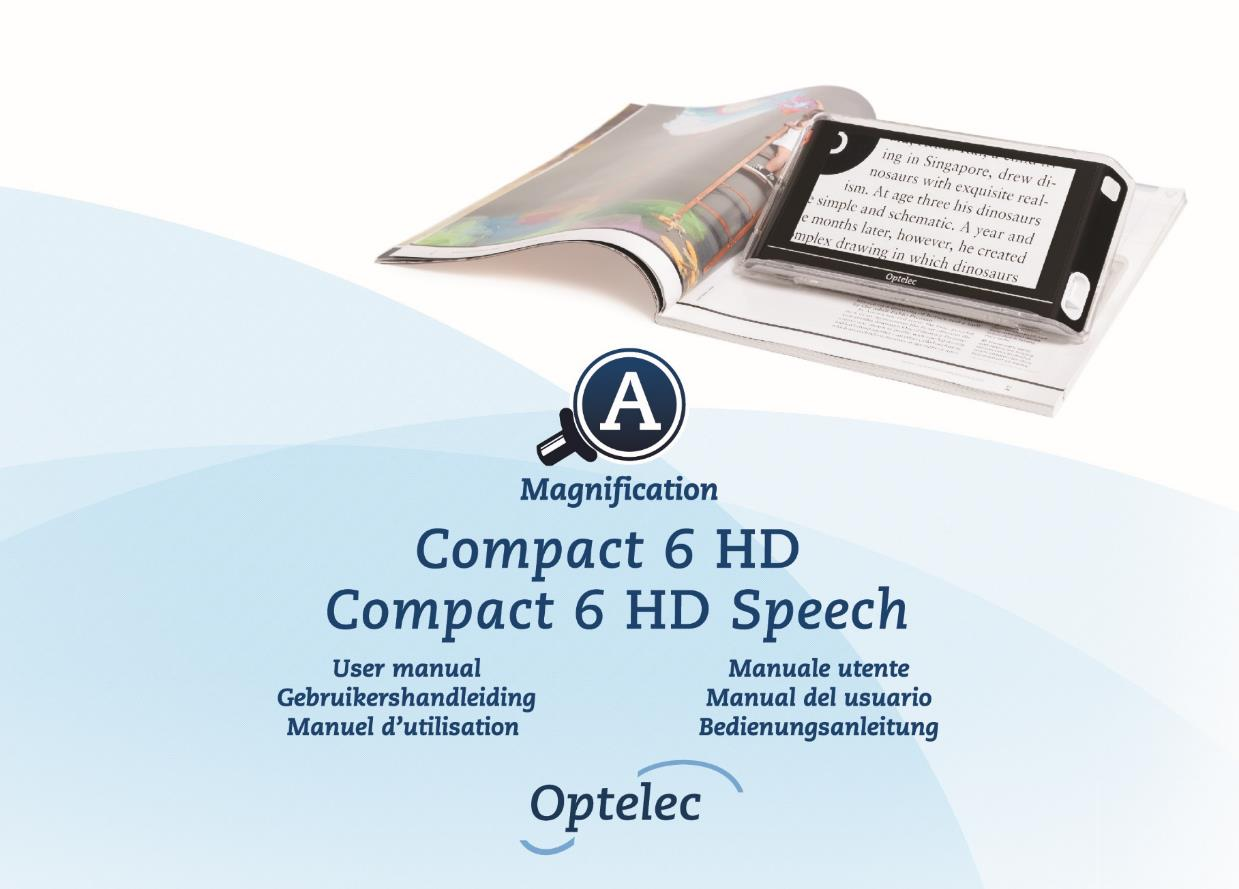 ing in Singapore, drew di-
nosaurs with exquisite real-
ism. At age three his dinosaurs
e simple and schematic. A year and
e months later, however, he created
mplex drawing in which dinosaurs
Optelec
A
Magnification
Compact 6 HD
Compact 6 HD Speech
User manual
Gebruikershandleiding
Manuel d’utilisation
Manuale utente
Manual del usuario
Bedienungsanleitung
Optelec